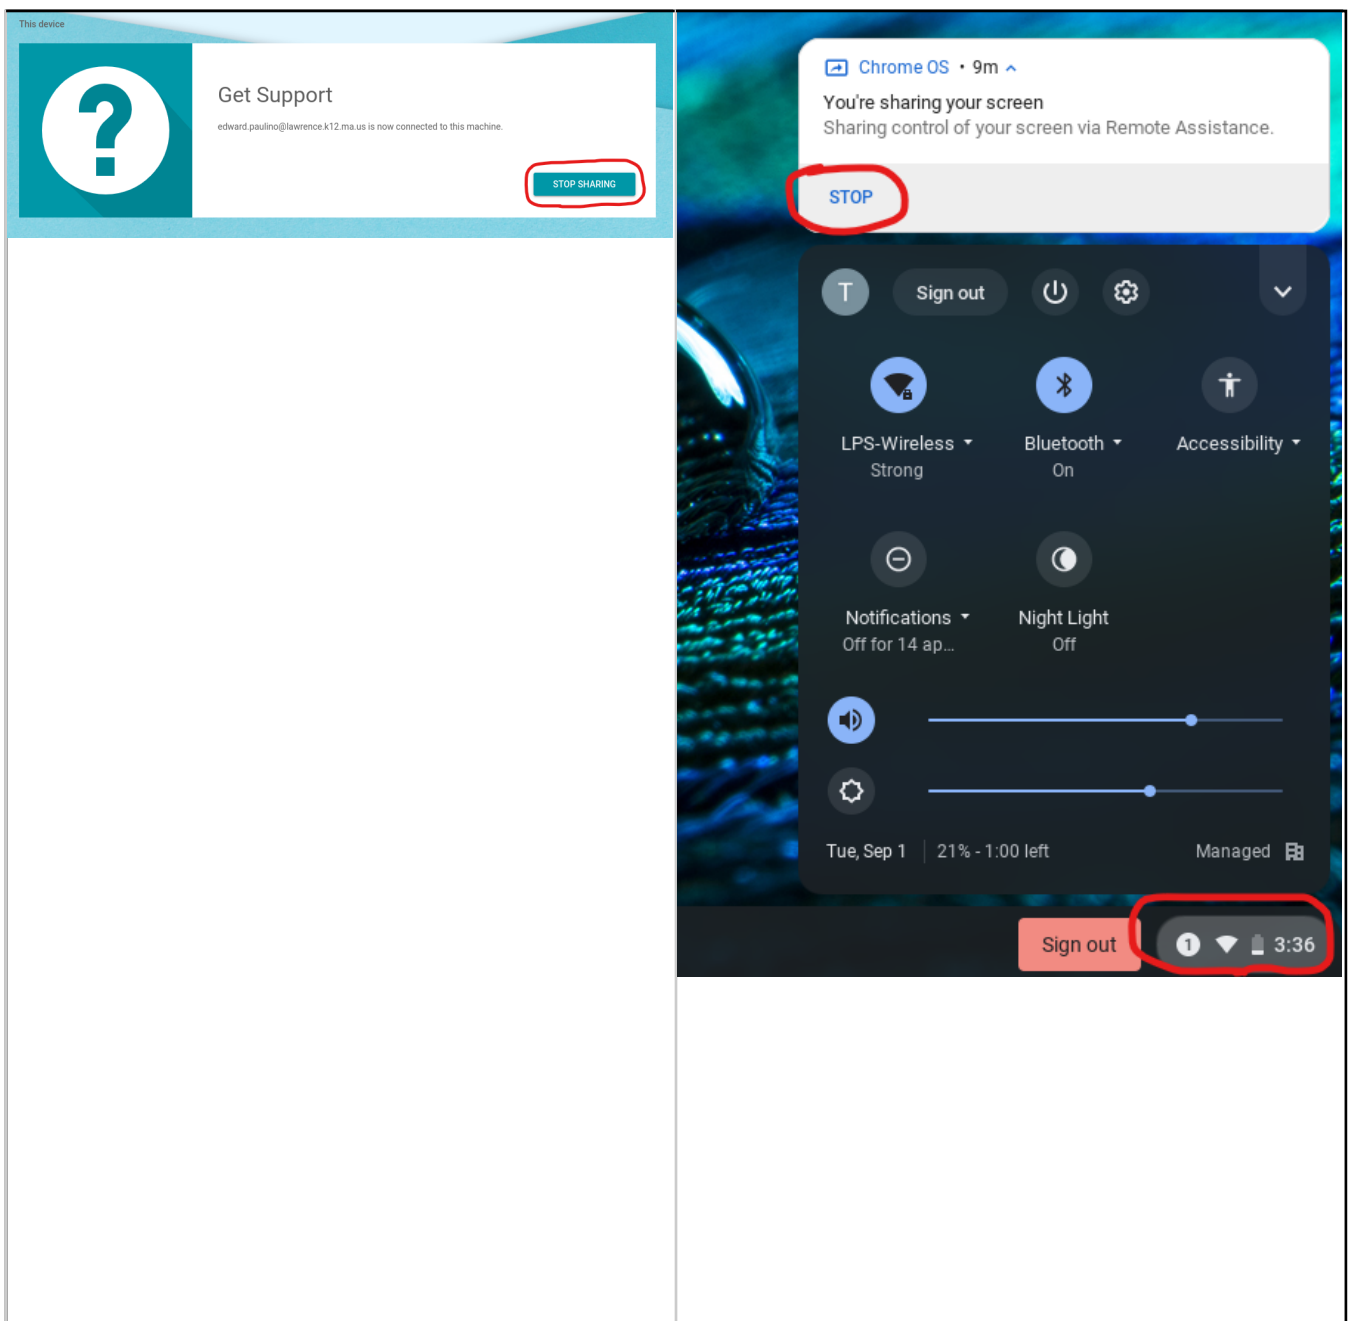 This device
Get Support
edward.paulino@lawrence.k12.ma.us is now connected to this machine.
STOP SHARING
Chrome OS • 9m
You're sharing your screen
Sharing control of your screen via Remote Assistance.
STOP
T
Sign out
LPS-Wireless
Strong
Bluetooth
On
Accessibility
Notifications
Off for 14 ap...
Night Light
Off
Tue, Sep 1
21% - 1:00 left
Managed
Sign out
1
3:36